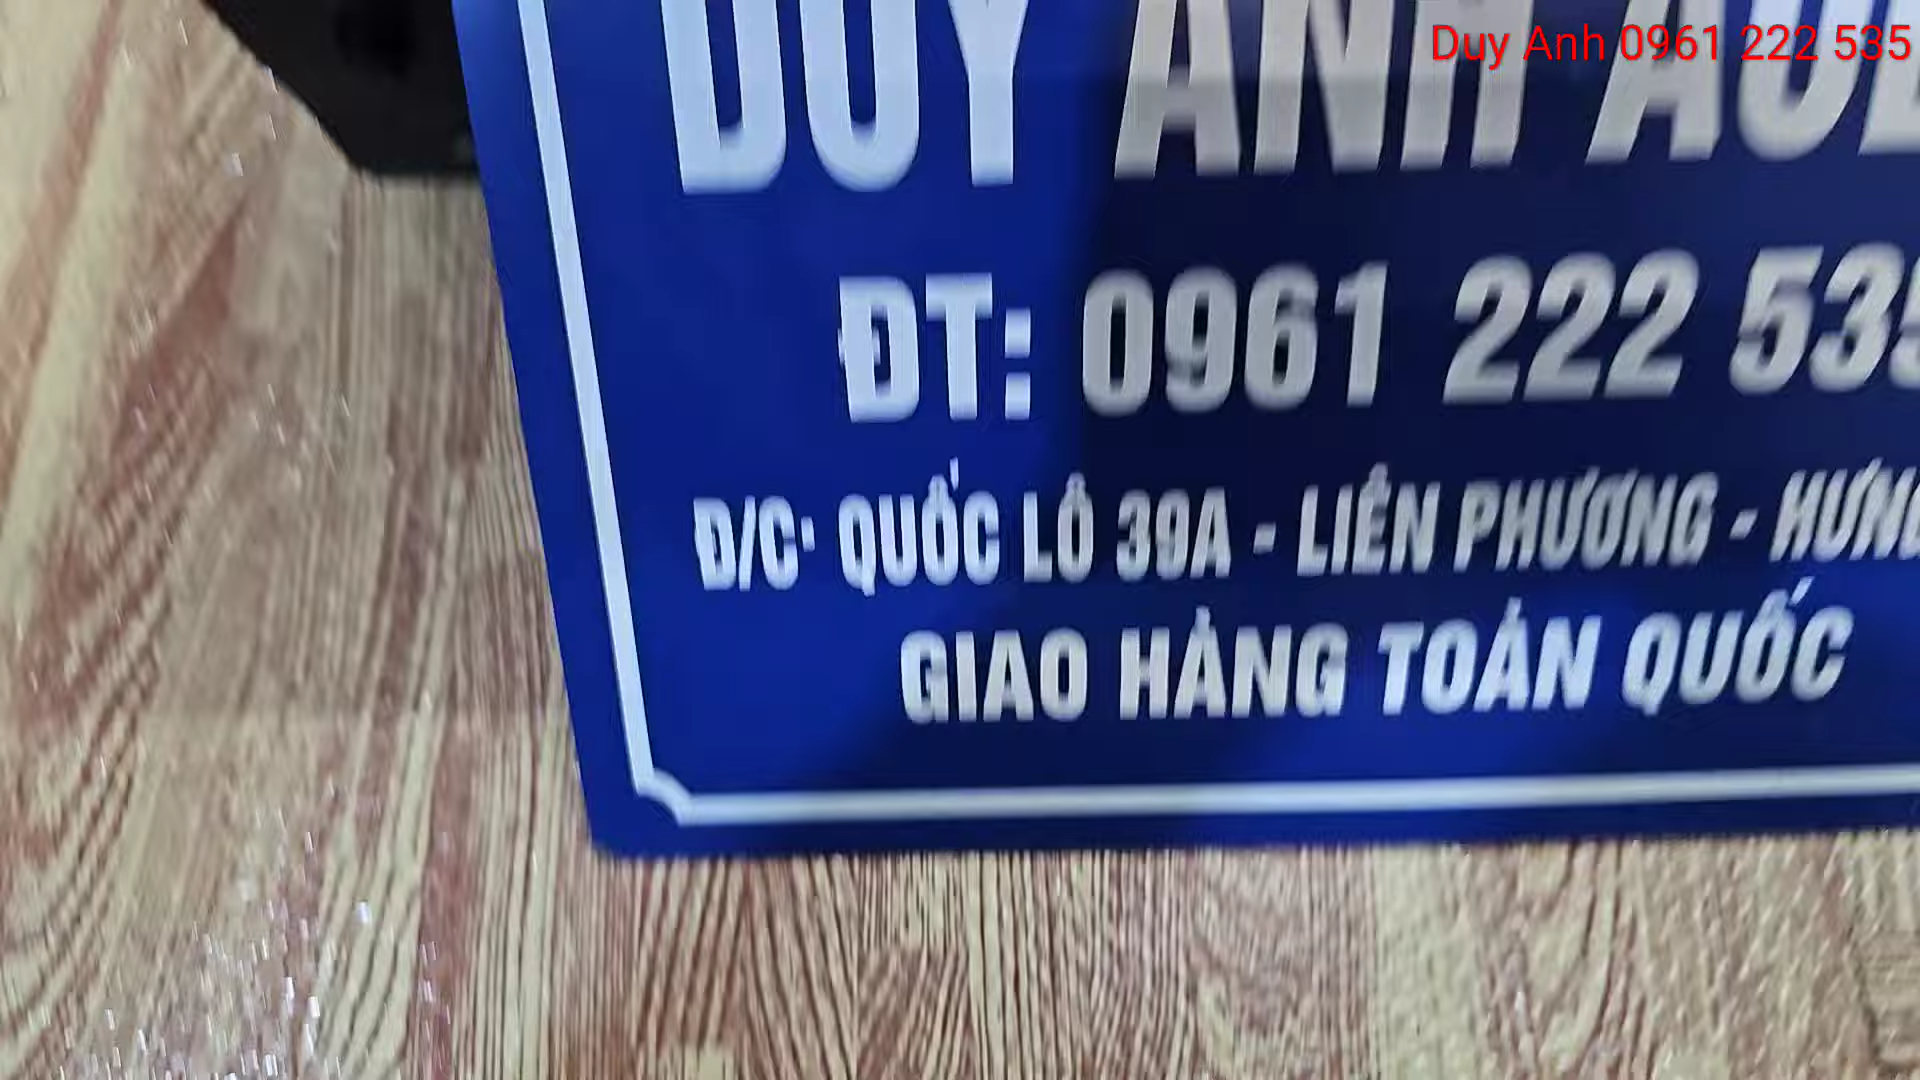 Duy Anh 0961 222 535
DUY ANH
ĐT: 0961 222 535
Đ/C: QUỐC LỘ 39A - LIÊN PHƯƠNG -
GIAO HÀNG TOÀN QUỐC